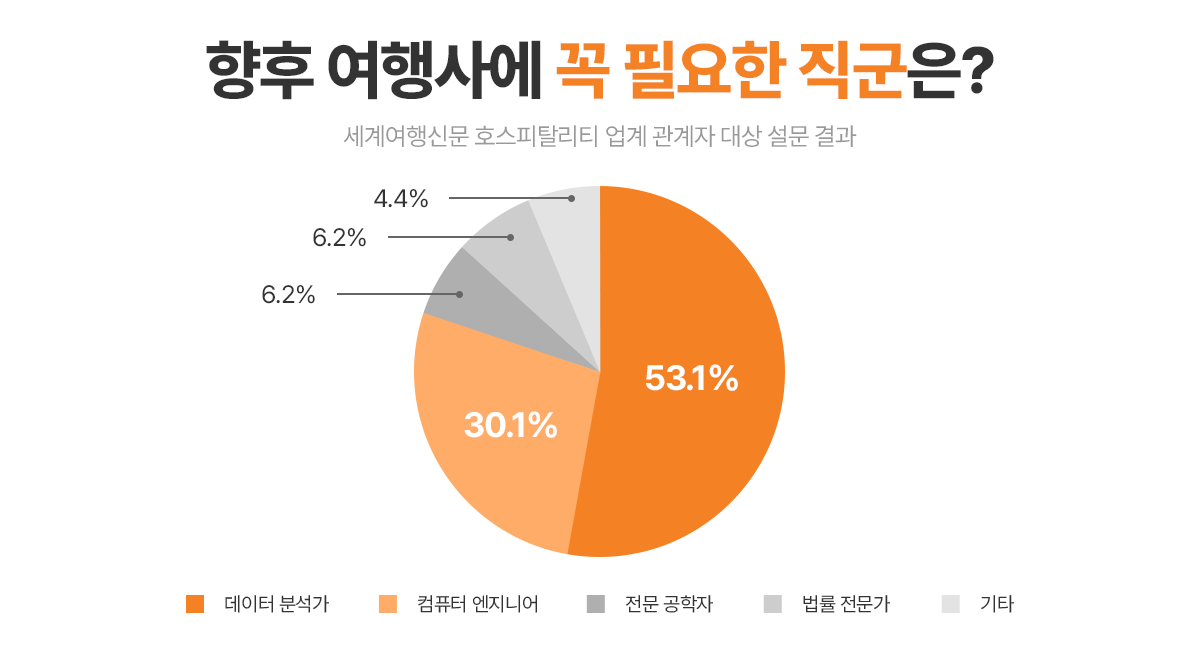 향후 여행사에 꼭 필요한 직군은?
세계여행신문 호스피탈리티 업계 관계자 대상 설문 결과
4.4%
6.2%
6.2%
53.1%
30.1%
데이터 분석가 컴퓨터 엔지니어 전문 공학자 법률 전문가 기타